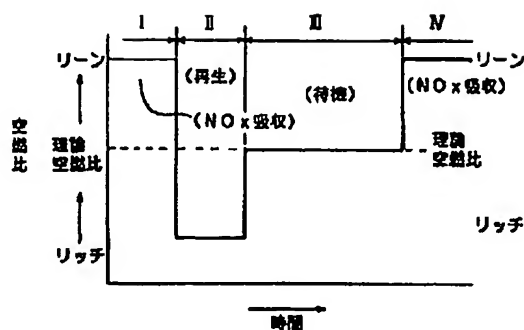 I II III IV
リーン
(再生)
(待機)
リーン
(NOx吸収)
(NOx吸収)
空燃比
理論
空燃比
理論
空燃比
リッチ
リッチ
時間